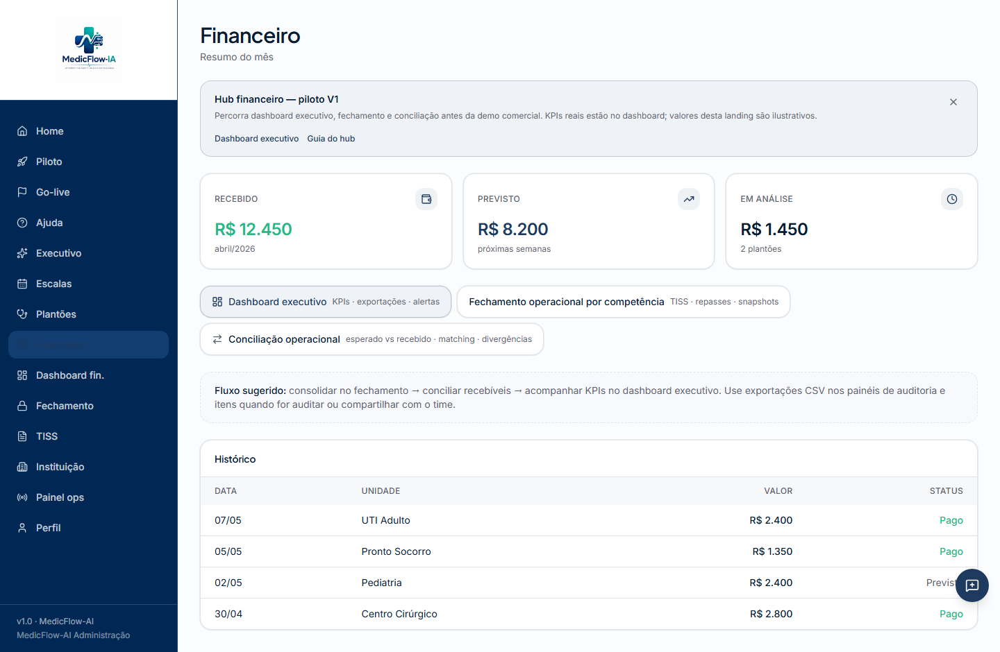 MedicFlow-IA
Home
Piloto
Go-live
Ajuda
Executivo
Escalas
Plantões
Dashboard fin.
Fechamento
TISS
Instituição
Painel ops
Perfil
v1.0 · MedicFlow-AI
MedicFlow-AI Administração
Financeiro
Resumo do mês
Hub financeiro — piloto V1
Percorra dashboard executivo, fechamento e conciliação antes da demo comercial. KPIs reais estão no dashboard; valores desta landing são ilustrativos.
Dashboard executivo Guia do hub
RECEBIDO
R$ 12.450
abril/2026
PREVISTO
R$ 8.200
próximas semanas
EM ANÁLISE
R$ 1.450
2 plantões
Dashboard executivo KPIs · exportações · alertas
Fechamento operacional por competência TISS · repasses · snapshots
Conciliação operacional esperado vs recebido · matching · divergências
Fluxo sugerido: consolidar no fechamento → conciliar recebíveis → acompanhar KPIs no dashboard executivo. Use exportações CSV nos painéis de auditoria e
itens quando for auditar ou compartilhar com o time.
Histórico
DATA UNIDADE VALOR STATUS
07/05 UTI Adulto R$ 2.400 Pago
05/05 Pronto Socorro R$ 1.350 Pago
02/05 Pediatria R$ 2.400
30/04 Centro Cirúrgico R$ 2.800 Pago